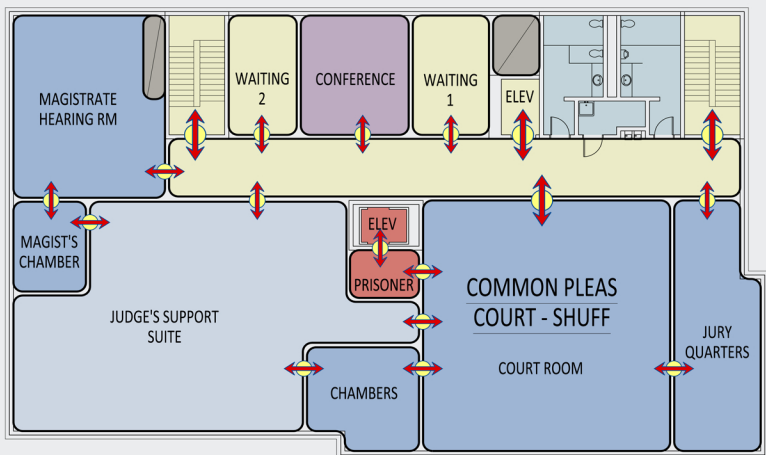 MAGISTRATE
HEARING RM
WAITING
2
CONFERENCE
WAITING
1
ELEV
MAGIST'S
CHAMBER
ELEV
PRISONER
JUDGE'S SUPPORT
SUITE
CHAMBERS
COMMON PLEAS
COURT - SHUFF
COURT ROOM
JURY
QUARTERS